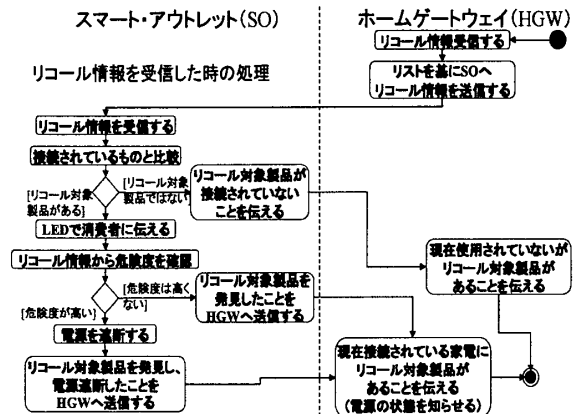 スマート・アウトレット(SO)
ホームゲートウェイ(HGW)
リコール情報受信する
リコール情報を受信した時の処理
リストを基にSOへ
リコール情報を送信する
リコール情報を受信する
接続されているものと比較
[リコール対象
製品がある]
[リコール対象
製品ではない]
リコール対象製品が
接続されていない
ことを伝える
LEDで消費者に伝える
リコール情報から危険度を確認
現在使用されていないが
リコール対象製品が
あることを伝える
[危険度が高い]
[危険度は高く
ない]
リコール対象製品を
発見したことを
HGWへ送信する
電源を遮断する
リコール対象製品を発見し、
電源遮断したことを
HGWへ送信する
現在接続されている家電に
リコール対象製品が
あることを伝える
(電源の状態を知らせる)